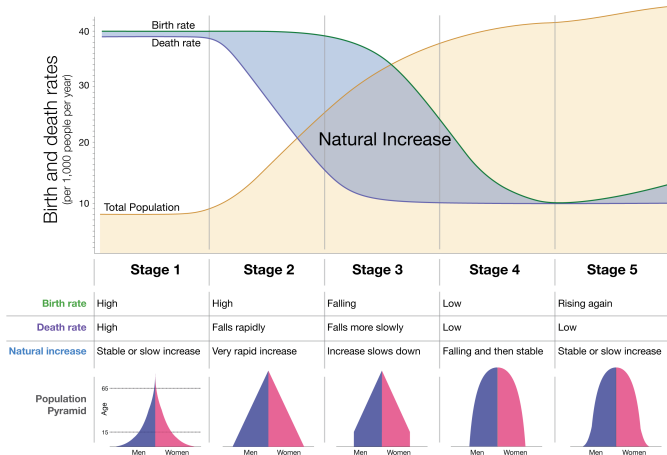 Birth rate
Death rate
40
30
20
10
Birth and death rates
(per 1,000 people per year)
Natural Increase
Total Population
Stage 1 Stage 2 Stage 3 Stage 4 Stage 5
Birth rate High High Falling Low Rising again
Death rate High Falls rapidly Falls more slowly Low Low
Natural increase Stable or slow increase Very rapid increase Increase slows down Falling and then stable Stable or slow increase
Population
Pyramid
65
Age
15
Men Women Men Women Men Women Men Women Men Women